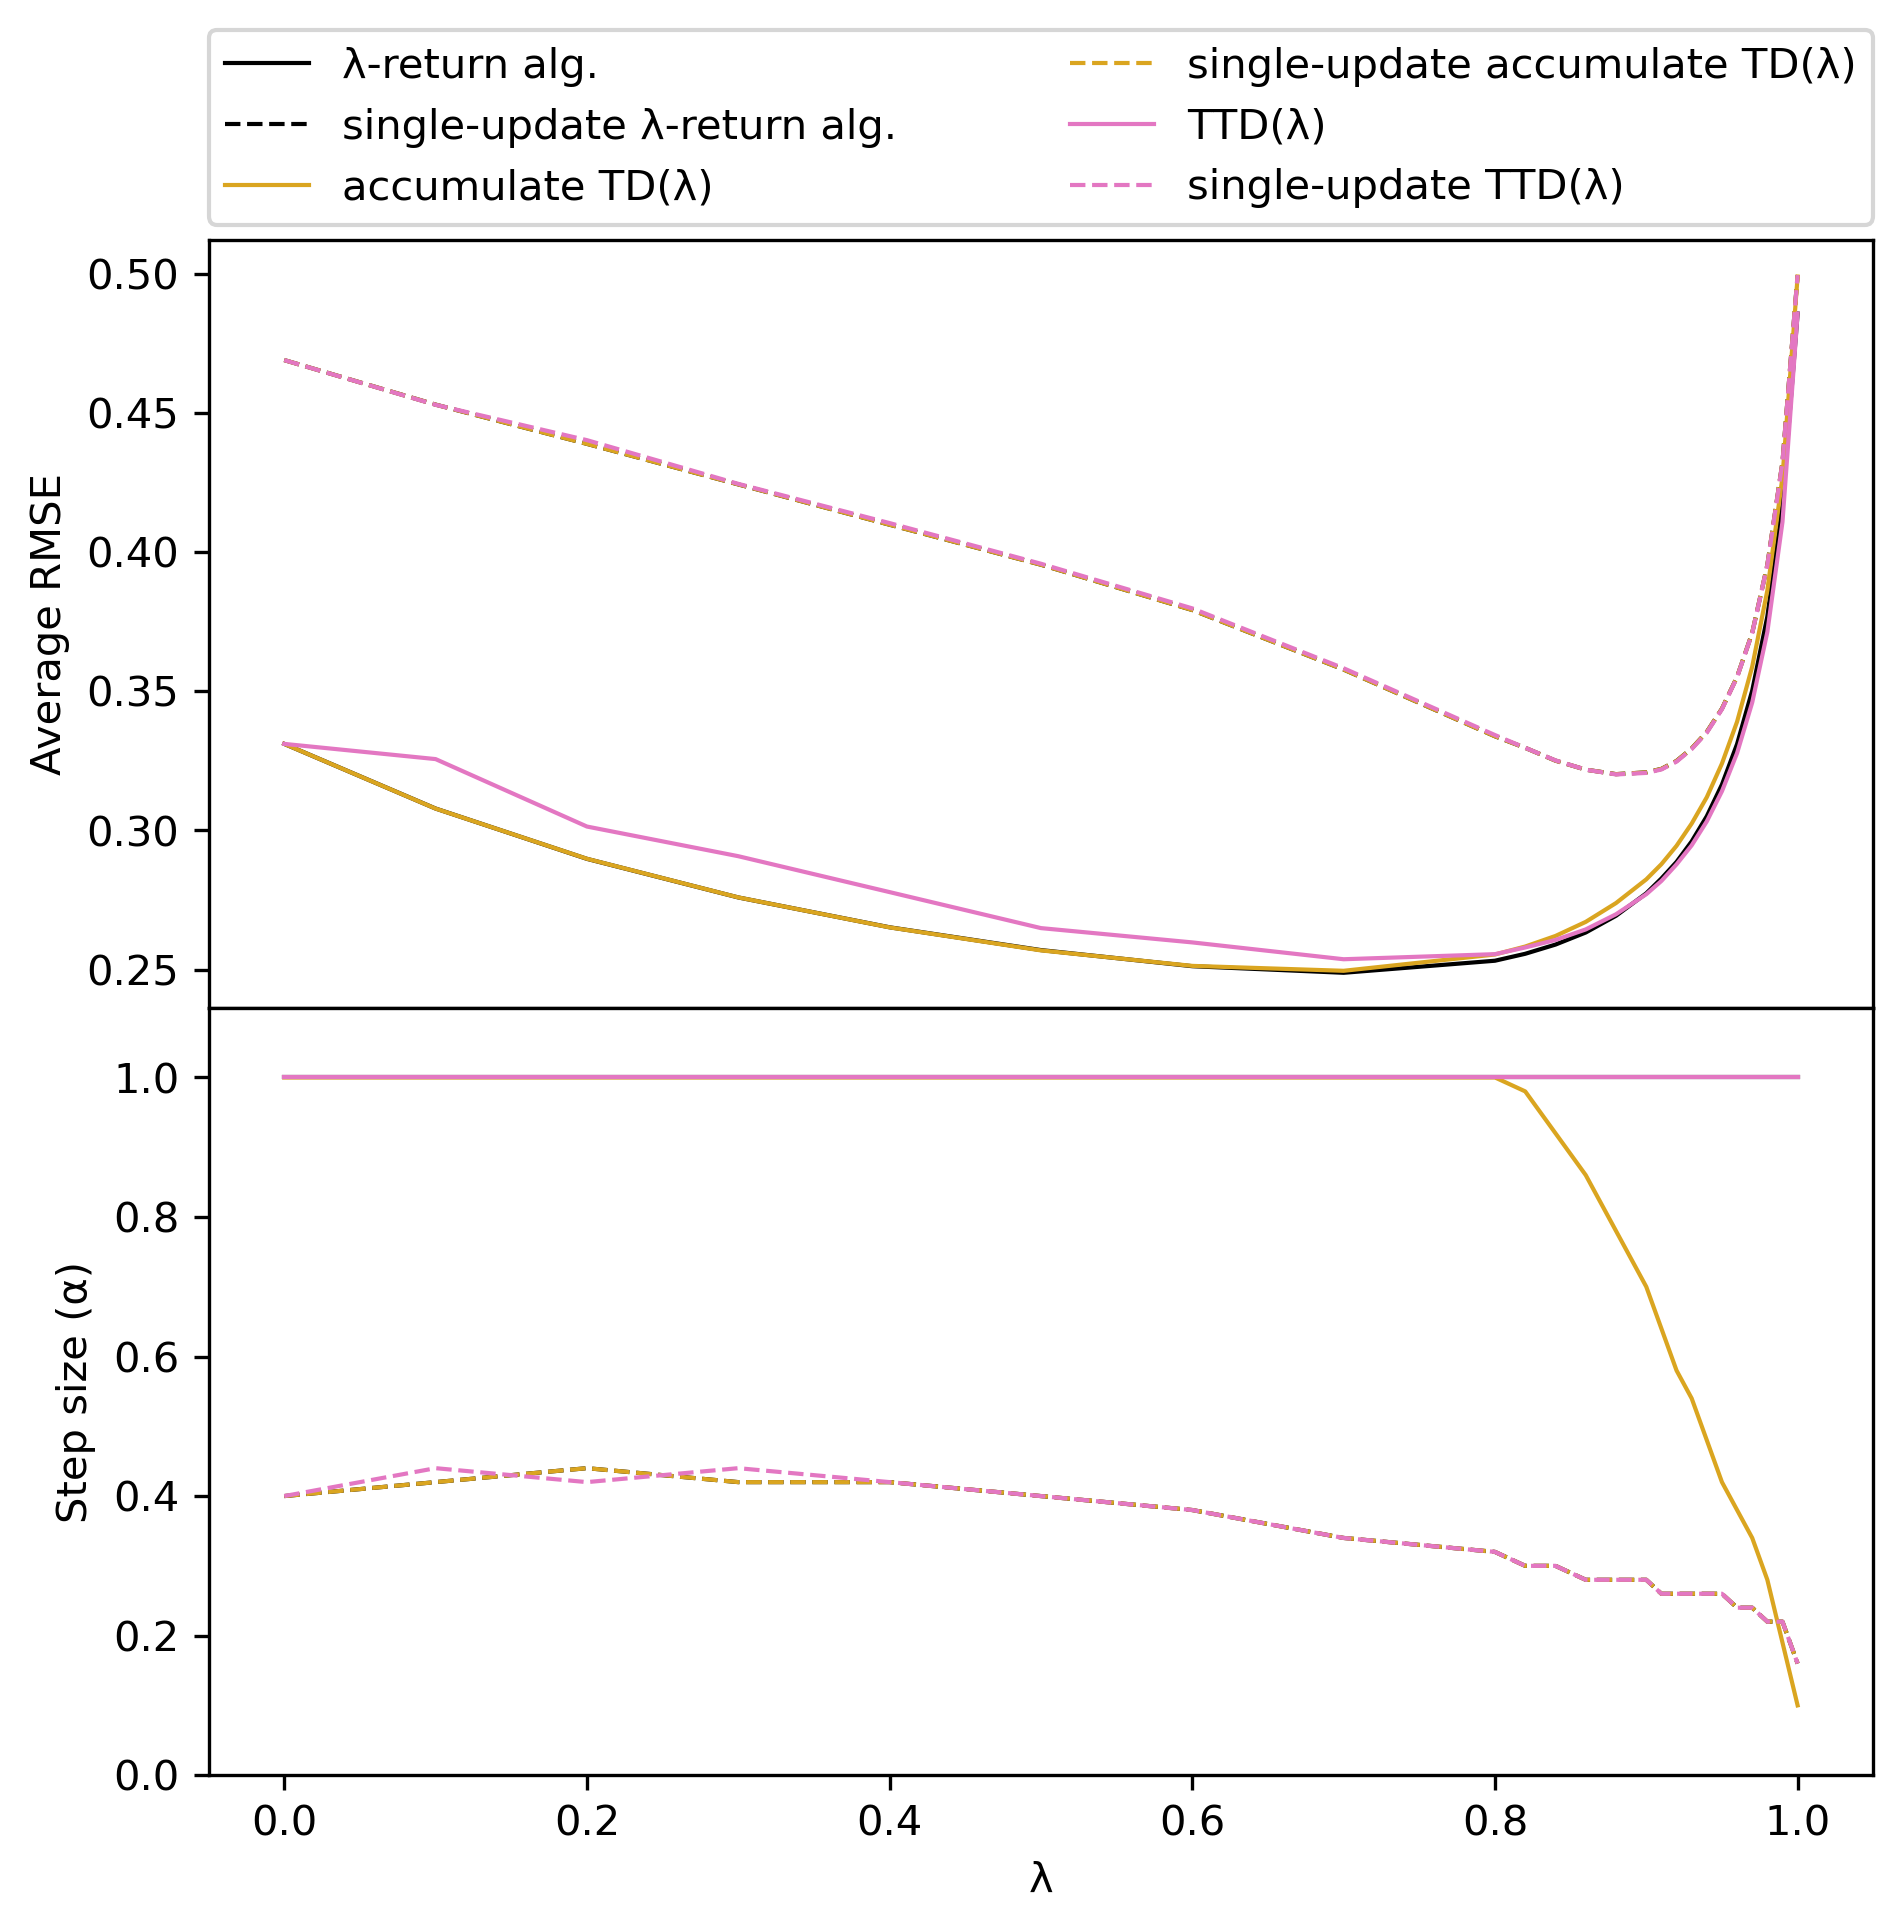 λ-return alg.
single-update λ-return alg.
accumulate TD(λ)
single-update accumulate TD(λ)
TTD(λ)
single-update TTD(λ)
Average RMSE
0.50
0.45
0.40
0.35
0.30
0.25
Step size (α)
1.0
0.8
0.6
0.4
0.2
0.0
0.0 0.2 0.4 0.6 0.8 1.0
λ